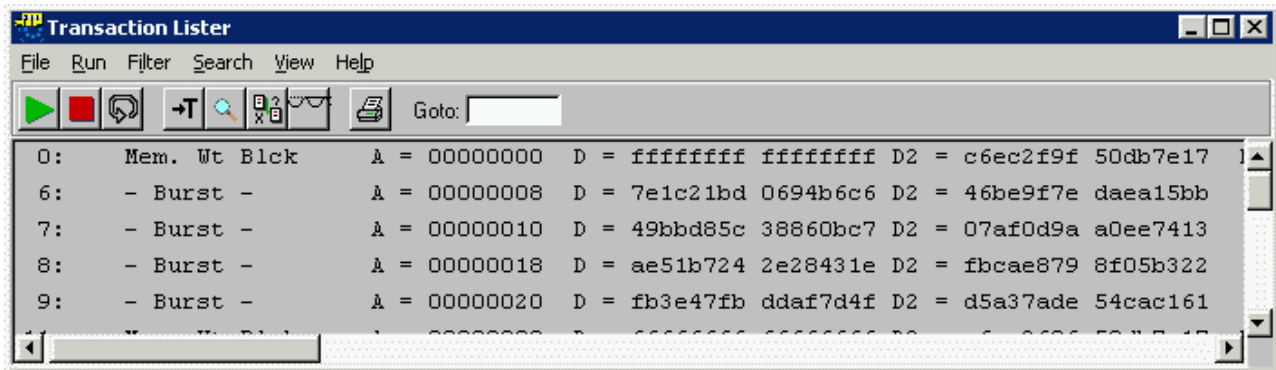 Transaction Lister
File Run Filter Search View Help
Goto:
0: Mem. Wt Blck A = 00000000 D = ffffffff ffffffff D2 = c6ec2f9f 50db7e17
6: - Burst - A = 00000008 D = 7e1c21bd 0694b6c6 D2 = 46be9f7e daea15bb
7: - Burst - A = 00000010 D = 49bbd85c 38860bc7 D2 = 07af0d9a a0ee7413
8: - Burst - A = 00000018 D = ae51b724 2e28431e D2 = fbcae879 8f05b322
9: - Burst - A = 00000020 D = fb3e47fb ddaf7d4f D2 = d5a37ade 54cac161